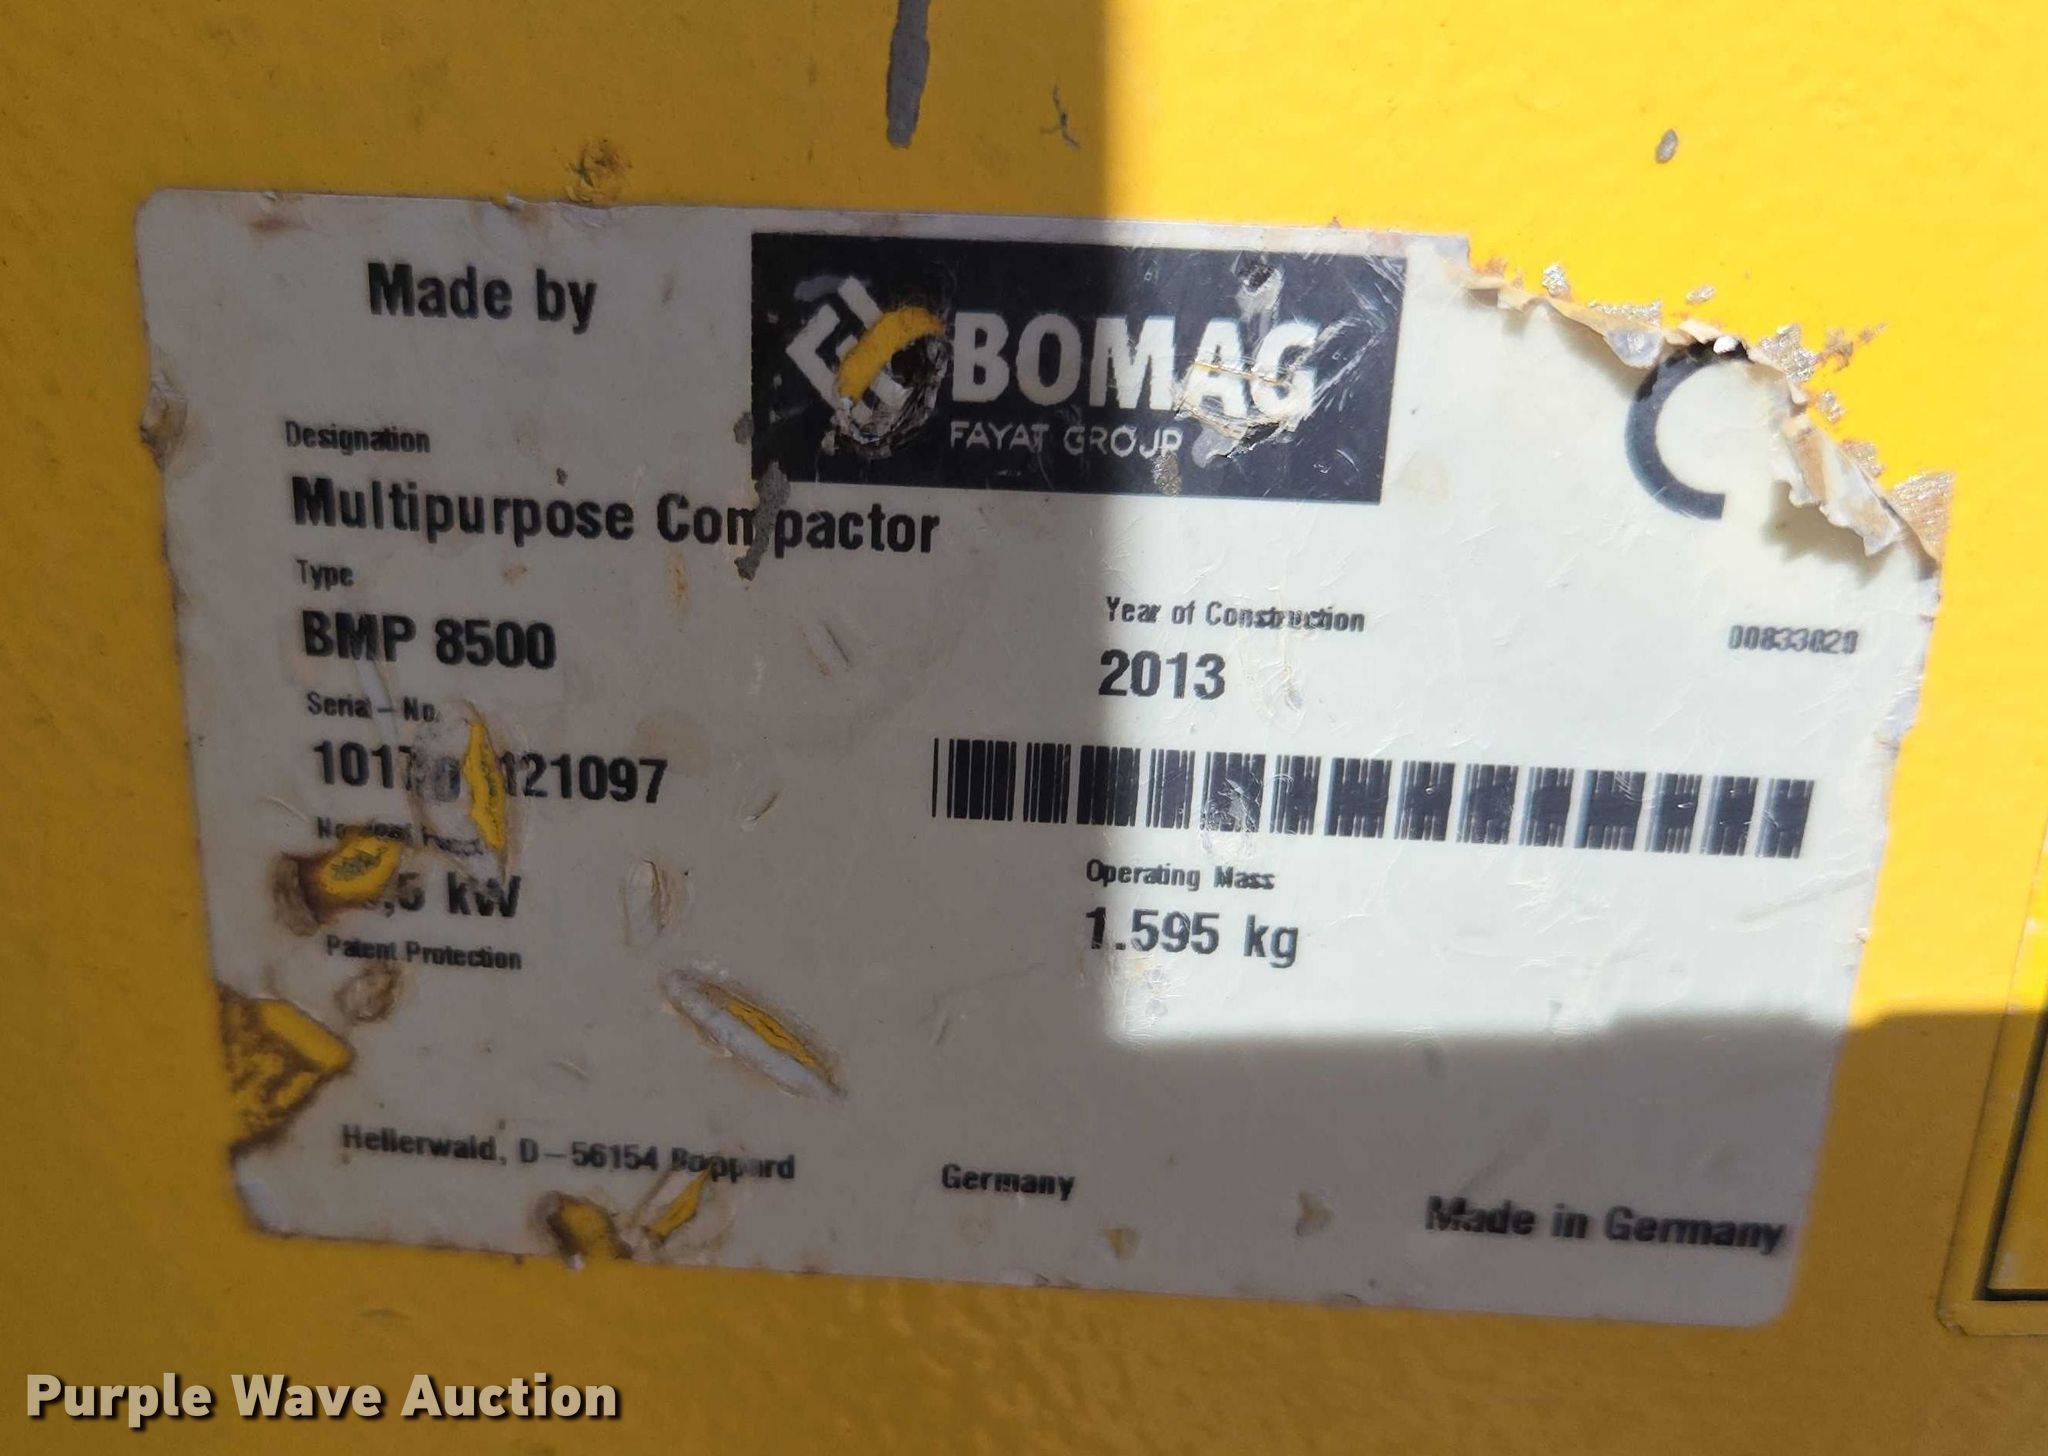 Made by
BOMAG
FAYAT GROUP
C
Designation
Multipurpose Compactor
Type
BMP 8500
Year of Construction
2013
Serial-No.
Operating Mass
1.595 kg
,5 kW
Patent Protection
Hellerwald, D-56154 Boppard
Germany
Made in Germany
Purple Wave Auction